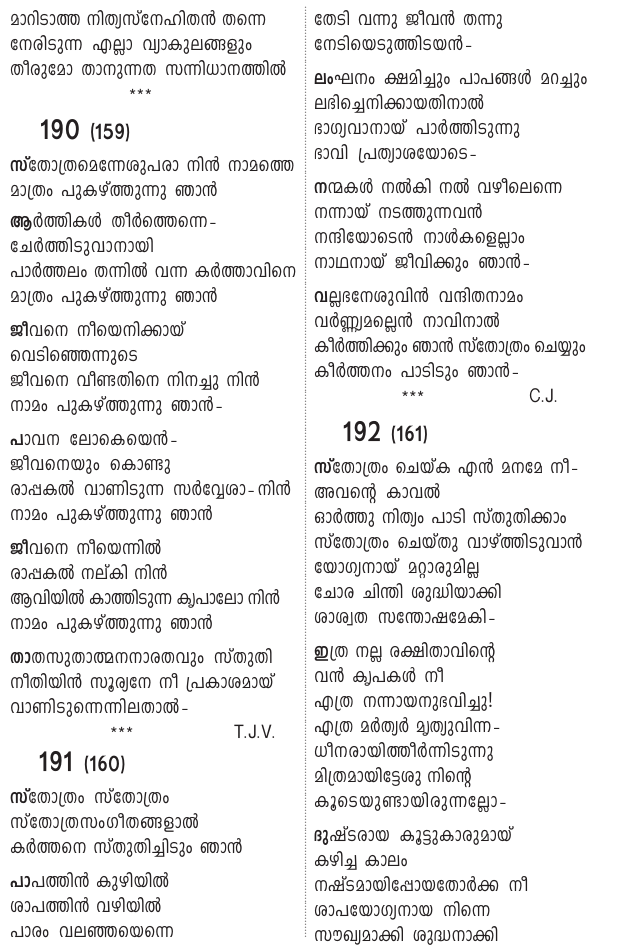 മാറിടാത്ത നിത്യസ്നേഹിതൻ തന്നെ
നേരിടുന്ന എല്ലാ വ്യാകുലങ്ങളും
തീരുമോ താനുന്നത സന്നിധാനത്തിൽ
***
190 (159)
സ്തോത്രമെന്നേശുപരാ നിൻ നാമത്തെ
മാത്രം പുകഴ്ത്തുന്നു ഞാൻ
ആർത്തികൾ തീർത്തെന്നെ-
ചേർത്തിടുവാനായി
പാർത്തലം തന്നിൽ വന്ന കർത്താവിനെ
മാത്രം പുകഴ്ത്തുന്നു ഞാൻ
ജീവനെ നീയെനിക്കായ്
വെടിഞ്ഞെന്നുടെ
ജീവനെ വീണ്ടതിനെ നിനച്ചു നിൻ
നാമം പുകഴ്ത്തുന്നു ഞാൻ-
പാവന ലോകെയെൻ-
ജീവനെയും കൊണ്ടു
രാപ്പകൽ വാണിടുന്ന സർവ്വേശാ-നിൻ
നാമം പുകഴ്ത്തുന്നു ഞാൻ
ജീവനെ നീയെന്നിൽ
രാപ്പകൽ നല്കി നിൻ
ആവിയിൽ കാത്തിടുന്ന കൃപാലോ നിൻ
നാമം പുകഴ്ത്തുന്നു ഞാൻ
താതസുതാത്മനനാരതവും സ്തുതി
നീതിയിൻ സൂര്യനേ നീ പ്രകാശമായ്
വാണിടുന്നെന്നിലതാൽ-
*** T.J.V.
191 (160)
സ്തോത്രം സ്തോത്രം
സ്തോത്രസംഗീതങ്ങളാൽ
കർത്തനെ സ്തുതിച്ചിടും ഞാൻ
പാപത്തിൻ കുഴിയിൽ
ശാപത്തിൻ വഴിയിൽ
പാരം വലഞ്ഞയെന്നെ
തേടി വന്നു ജീവൻ തന്നു
നേടിയെടുത്തിടയൻ-
ലംഘനം ക്ഷമിച്ചും പാപങ്ങൾ മറച്ചും
ലഭിച്ചെനിക്കായതിനാൽ
ഭാഗ്യവാനായ് പാർത്തിടുന്നു
ഭാവി പ്രത്യാശയോടെ-
നന്മകൾ നൽകി നൽ വഴീലെന്നെ
നന്നായ് നടത്തുന്നവൻ
നന്ദിയോടെൻ നാൾകളെല്ലാം
നാഥനായ് ജീവിക്കും ഞാൻ-
വല്ലഭനേശുവിൻ വന്ദിതനാമം
വർണ്ണ്യമല്ലെൻ നാവിനാൽ
കീർത്തിക്കും ഞാൻ സ്തോത്രം ചെയ്യും
കീർത്തനം പാടിടും ഞാൻ-
*** C.J.
192 (161)
സ്തോത്രം ചെയ്ക എൻ മനമേ നീ-
അവന്റെ കാവൽ
ഓർത്തു നിത്യം പാടി സ്തുതിക്കാം
സ്തോത്രം ചെയ്തു വാഴ്ത്തിടുവാൻ
യോഗ്യനായ് മറ്റാരുമില്ല
ചോര ചിന്തി ശുദ്ധിയാക്കി
ശാശ്വത സന്തോഷമേകി-
ഇത്ര നല്ല രക്ഷിതാവിന്റെ
വൻ കൃപകൾ നീ
എത്ര നന്നായനുഭവിച്ചു!
എത്ര മർത്യർ മൃത്യുവിന്ന-
ധീനരായിത്തീർന്നിടുന്നു
മിത്രമായിട്ടേശു നിന്റെ
കൂടെയുണ്ടായിരുന്നല്ലോ-
ദുഷ്ടരായ കൂട്ടുകാരുമായ്
കഴിച്ച കാലം
നഷ്ടമായിപ്പോയതോർക്ക നീ
ശാപയോഗ്യനായ നിന്നെ
സൗഖ്യമാക്കി ശുദ്ധനാക്കി